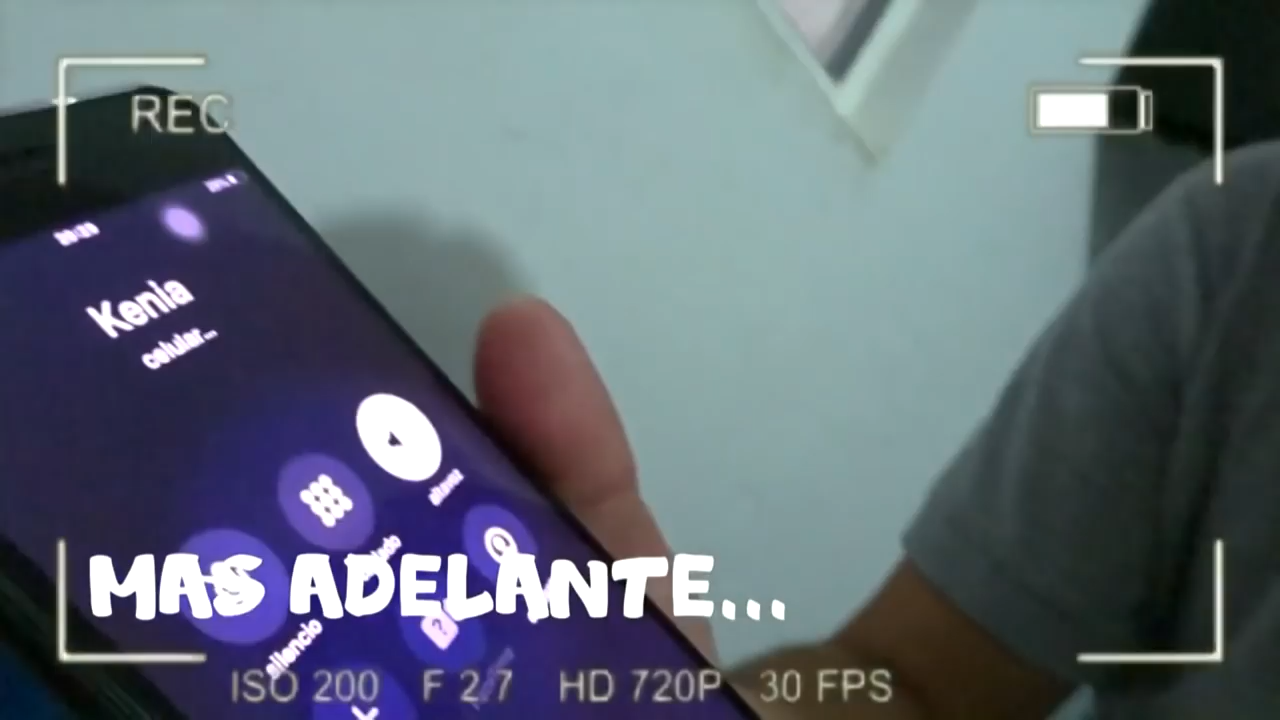 REC
Kenia
celular...
silencio
MAS ADELANTE...
ISO 200 F 2.7 HD 720P 30 FPS